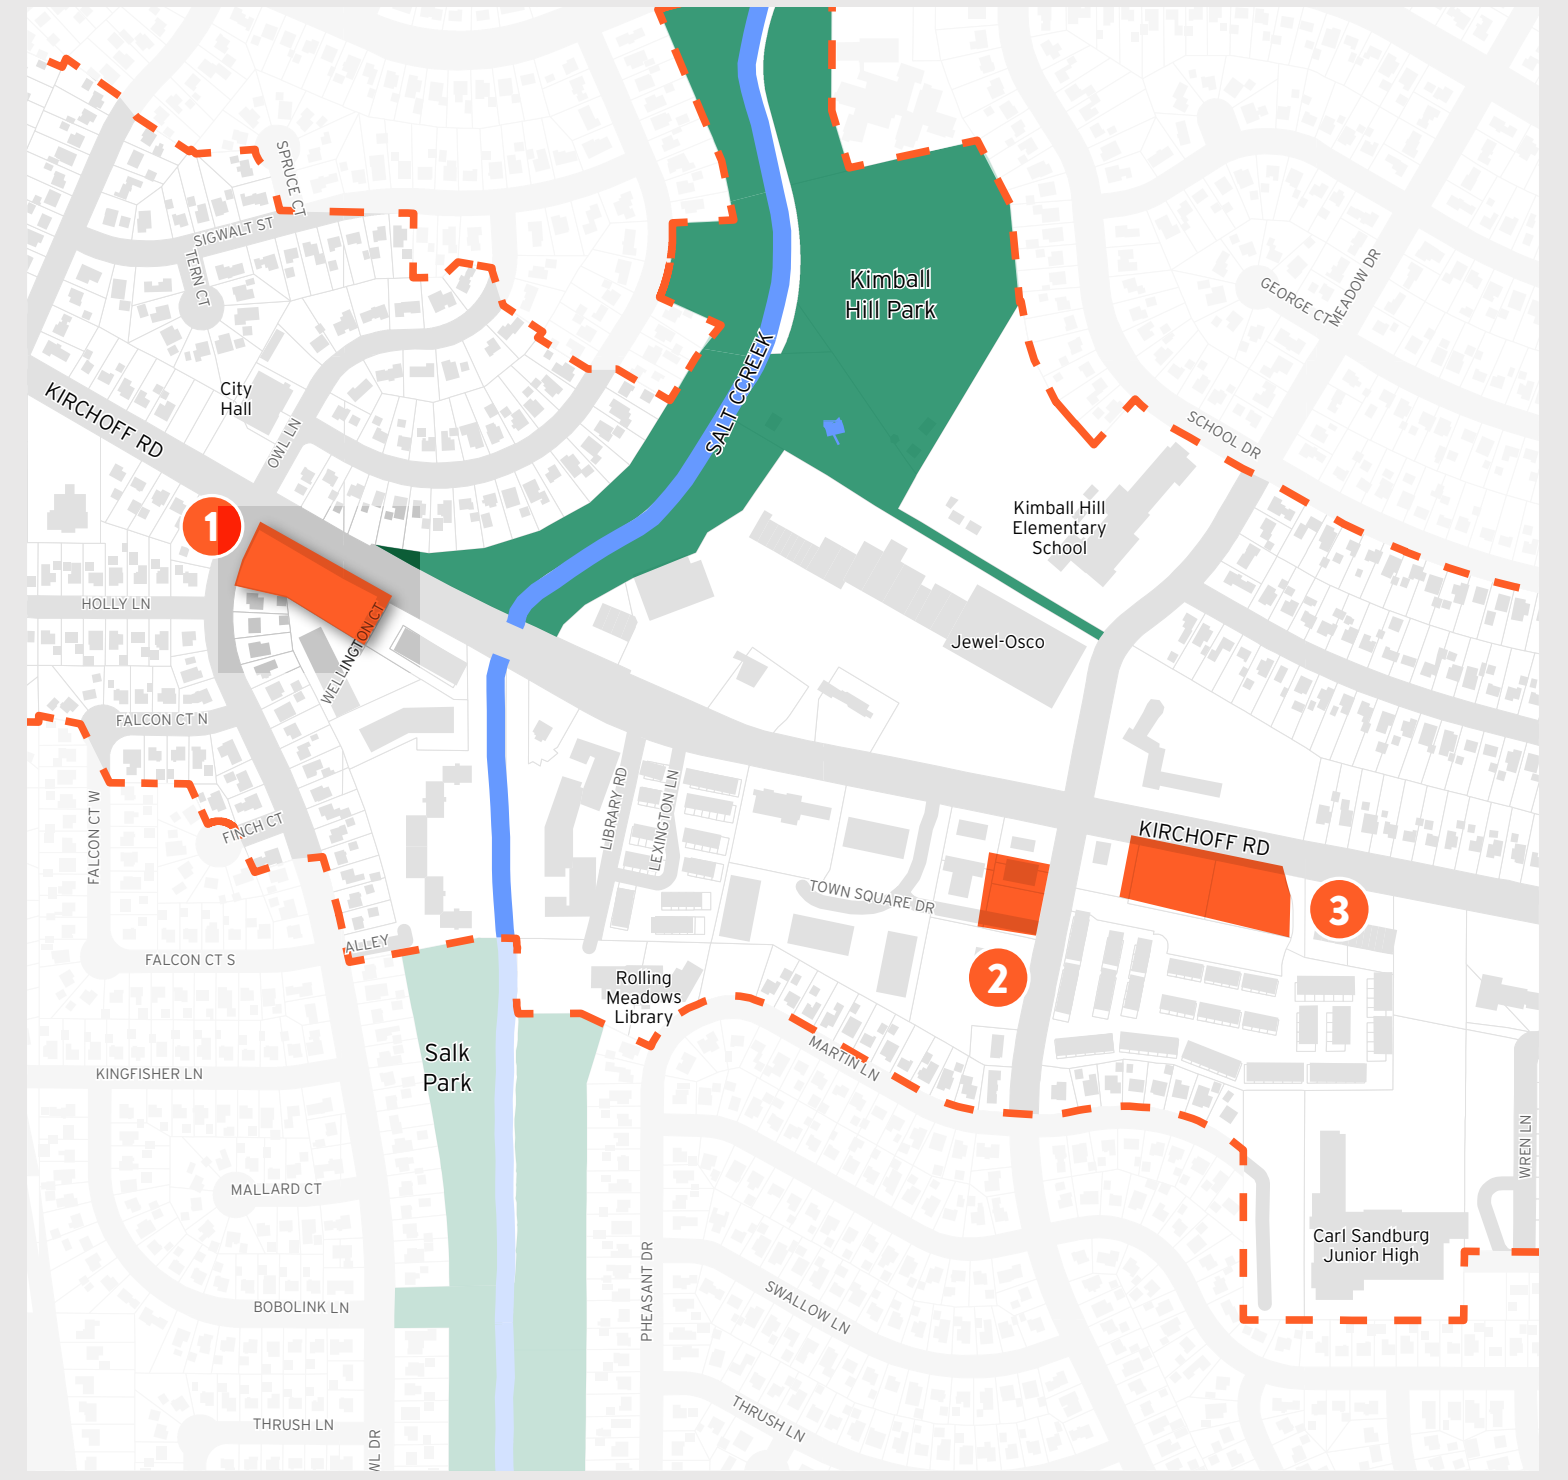 SPRUCE CT
SIGWALT ST
TERN CT
Kimball
Hill Park
GEORGE CT
MEADOW DR
SALT CCREEK
KIRCHOFF RD
City
Hall
OWL LN
SCHOOL DR
1
Kimball Hill
Elementary
School
HOLLY LN
WELLINGTON CT
Jewel-Osco
FALCON CT N
FALCON CT W
FINCH CT
LIBRARY RD
LEXINGTON LN
KIRCHOFF RD
TOWN SQUARE DR
3
ALLEY
FALCON CT S
2
Rolling
Meadows
Library
Salk
Park
MARTIN LN
KINGFISHER LN
WREN LN
MALLARD CT
Carl Sandburg
Junior High
PHEASANT DR
BOBOLINK LN
SWALLOW LN
THRUSH LN
THRUSH LN
WL DR